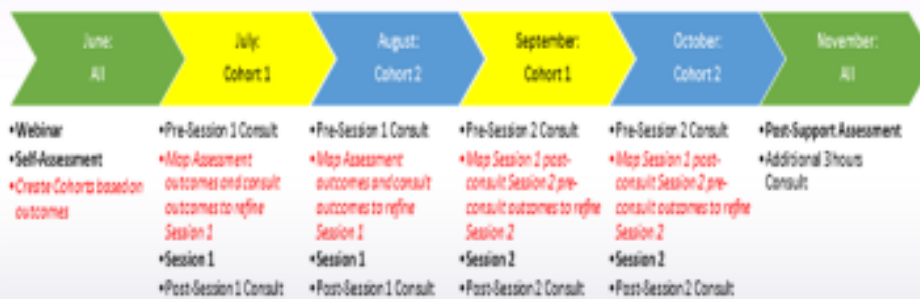 June:
All
July:
Cohort 1
August:
Cohort 2
September:
Cohort 1
October:
Cohort 2
November:
All
•Webinar
•Self-Assessment
•Create Cohorts based on
outcomes
•Pre-Session 1 Consult
•Map Assessment
outcomes and consult
outcomes to refine
Session 1
•Session 1
•Post-Session 1 Consult
•Pre-Session 1 Consult
•Map Assessment
outcomes and consult
outcomes to refine
Session 1
•Session 1
•Post-Session 1 Consult
•Pre-Session 2 Consult
•Map Session 1 post-
consult Session 2 pre-
consult outcomes to refine
Session 2
•Session 2
•Post-Session 2 Consult
•Pre-Session 2 Consult
•Map Session 1 post-
consult Session 2 pre-
consult outcomes to refine
Session 2
•Session 2
•Post-Session 2 Consult
•Post-Support Assessment
•Additional 3 hours
Consult